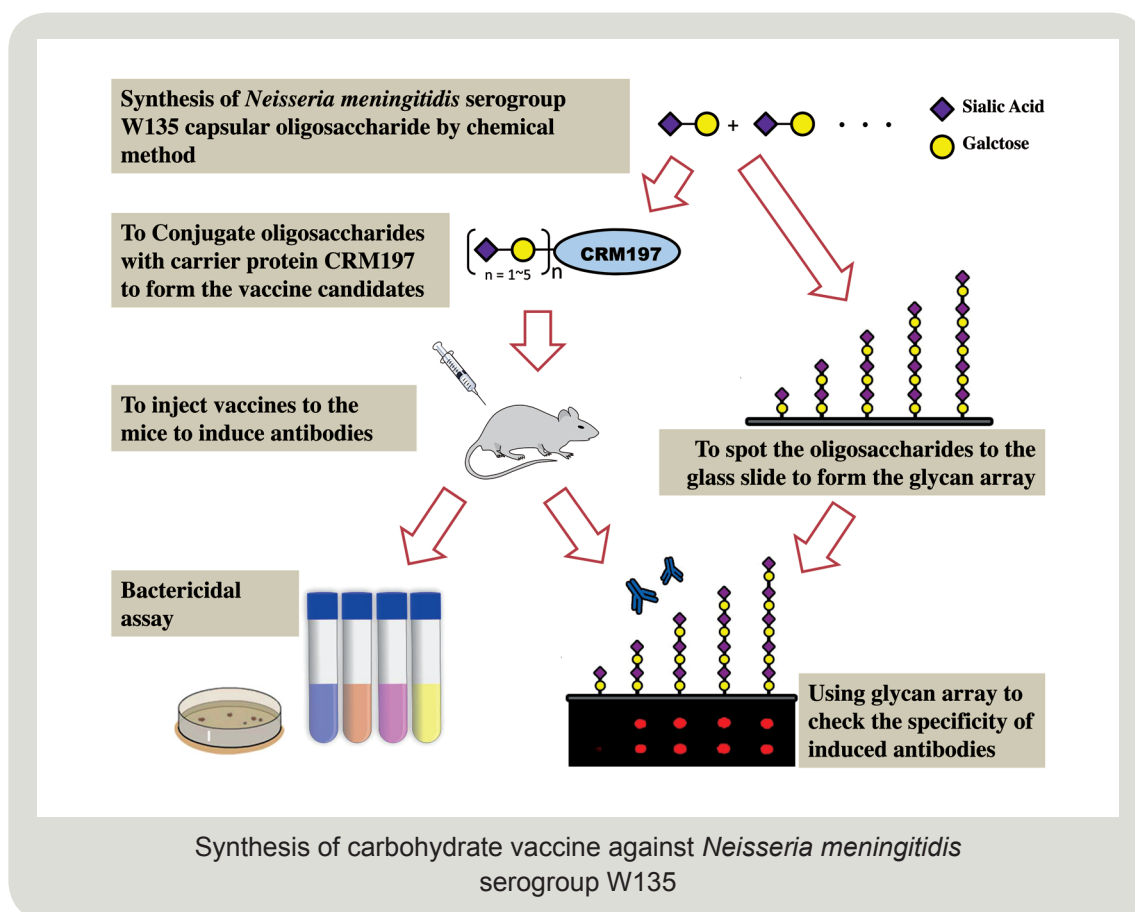 Synthesis of Neisseria meningitidis serogroup
W135 capsular oligosaccharide by chemical
method
+
· · ·
Sialic Acid
Galctose
To Conjugate oligosaccharides
with carrier protein CRM197
to form the vaccine candidates
n = 1~5
n
CRM197
To inject vaccines to the
mice to induce antibodies
To spot the oligosaccharides to the
glass slide to form the glycan array
Bactericidal
assay
Using glycan array to
check the specificity of
induced antibodies
Synthesis of carbohydrate vaccine against Neisseria meningitidis
serogroup W135